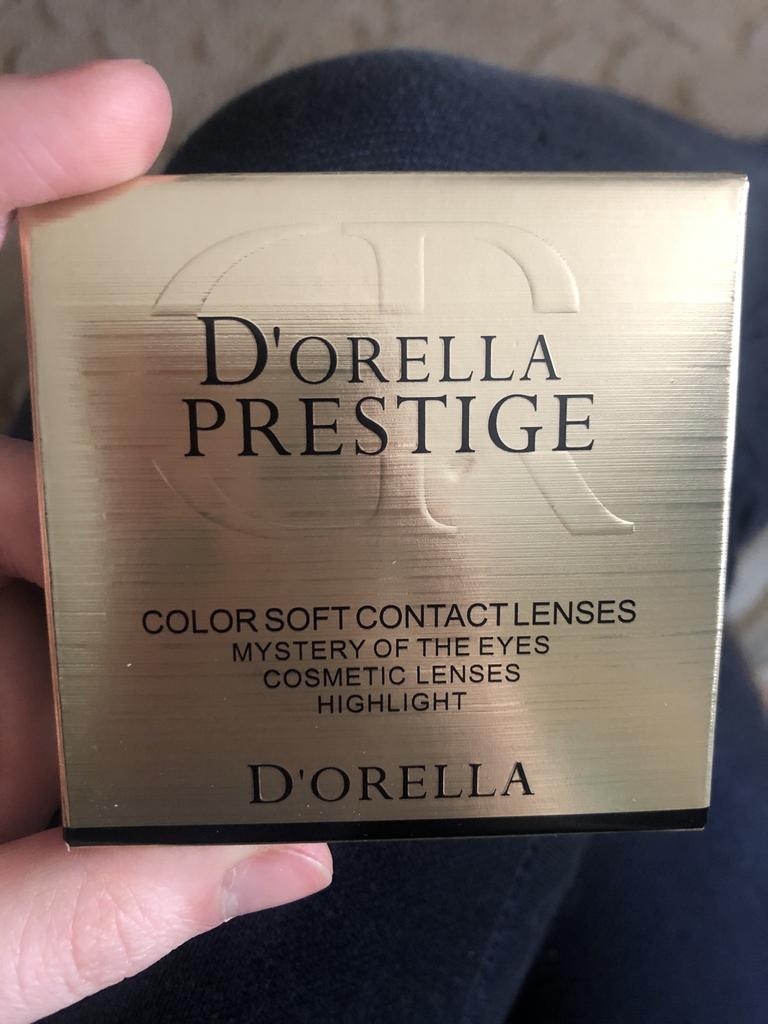 D'ORELLA
PRESTIGE
COLOR SOFT CONTACT LENSES
MYSTERY OF THE EYES
COSMETIC LENSES
HIGHLIGHT
D'ORELLA